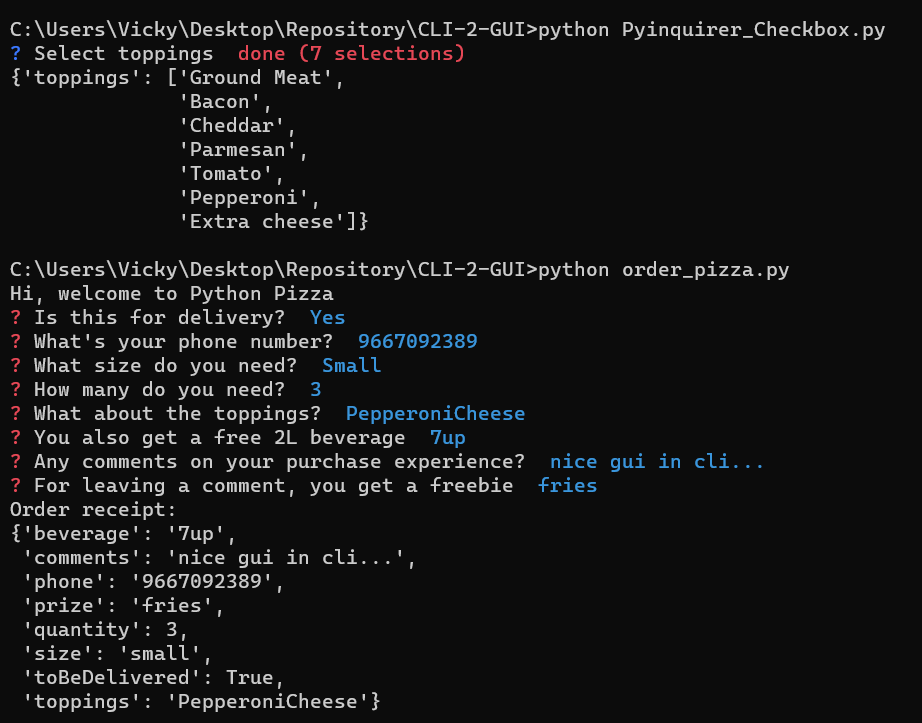 C:\Users\Vicky\Desktop\Repository\CLI-2-GUI>python Pyinquirer_Checkbox.py
? Select toppings  done (7 selections)
{'toppings': ['Ground Meat',
              'Bacon',
              'Cheddar',
              'Parmesan',
              'Tomato',
              'Pepperoni',
              'Extra cheese']}

C:\Users\Vicky\Desktop\Repository\CLI-2-GUI>python order_pizza.py
Hi, welcome to Python Pizza
? Is this for delivery?  Yes
? What's your phone number?  9667092389
? What size do you need?  Small
? How many do you need?  3
? What about the toppings?  PepperoniCheese
? You also get a free 2L beverage  7up
? Any comments on your purchase experience?  nice gui in cli...
? For leaving a comment, you get a freebie  fries
Order receipt:
{'beverage': '7up',
 'comments': 'nice gui in cli...',
 'phone': '9667092389',
 'prize': 'fries',
 'quantity': 3,
 'size': 'small',
 'toBeDelivered': True,
 'toppings': 'PepperoniCheese'}